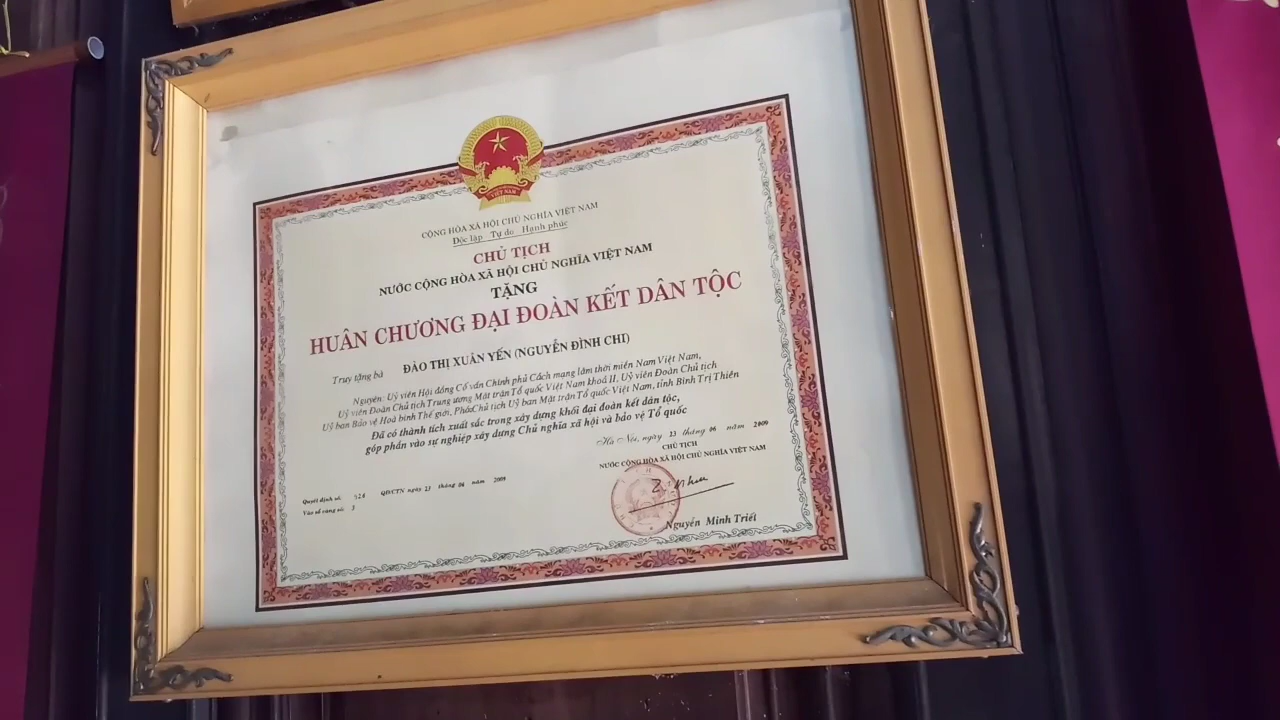 VIỆT NAM
CỘNG HÒA XÃ HỘI CHỦ NGHĨA VIỆT NAM
Độc lập Tự do Hạnh phúc
CHỦ TỊCH
NƯỚC CỘNG HÒA XÃ HỘI CHỦ NGHĨA VIỆT NAM
TẶNG
HUÂN CHƯƠNG ĐẠI ĐOÀN KẾT DÂN TỘC
Truy tặng bà ĐÀO THỊ XUÂN YẾN (NGUYỄN ĐÌNH CHI)
Nguyên: Uỷ viên Hội đồng Cố vấn Chính phủ Cách mạng lâm thời miền Nam Việt Nam,
Uỷ viên Đoàn Chủ tịch Trung ương Mặt trận Tổ quốc Việt Nam khoá II, Uỷ viên Đoàn Chủ tịch
Uỷ ban Bảo vệ Hoà bình Thế giới, Phó Chủ tịch Uỷ ban Mặt trận Tổ quốc Việt Nam, tỉnh Bình Trị Thiên
Đã có thành tích xuất sắc trong xây dựng khối đại đoàn kết dân tộc,
góp phần vào sự nghiệp xây dựng Chủ nghĩa xã hội và bảo vệ Tổ quốc
Hà Nội, ngày 23 tháng 06 năm 2009
CHỦ TỊCH
NƯỚC CỘNG HÒA XÃ HỘI CHỦ NGHĨA VIỆT NAM
Quyết định số: 826 QĐ/CTN ngày 23 tháng 06 năm 2009
Vào sổ vàng số: 3
Nguyễn Minh Triết